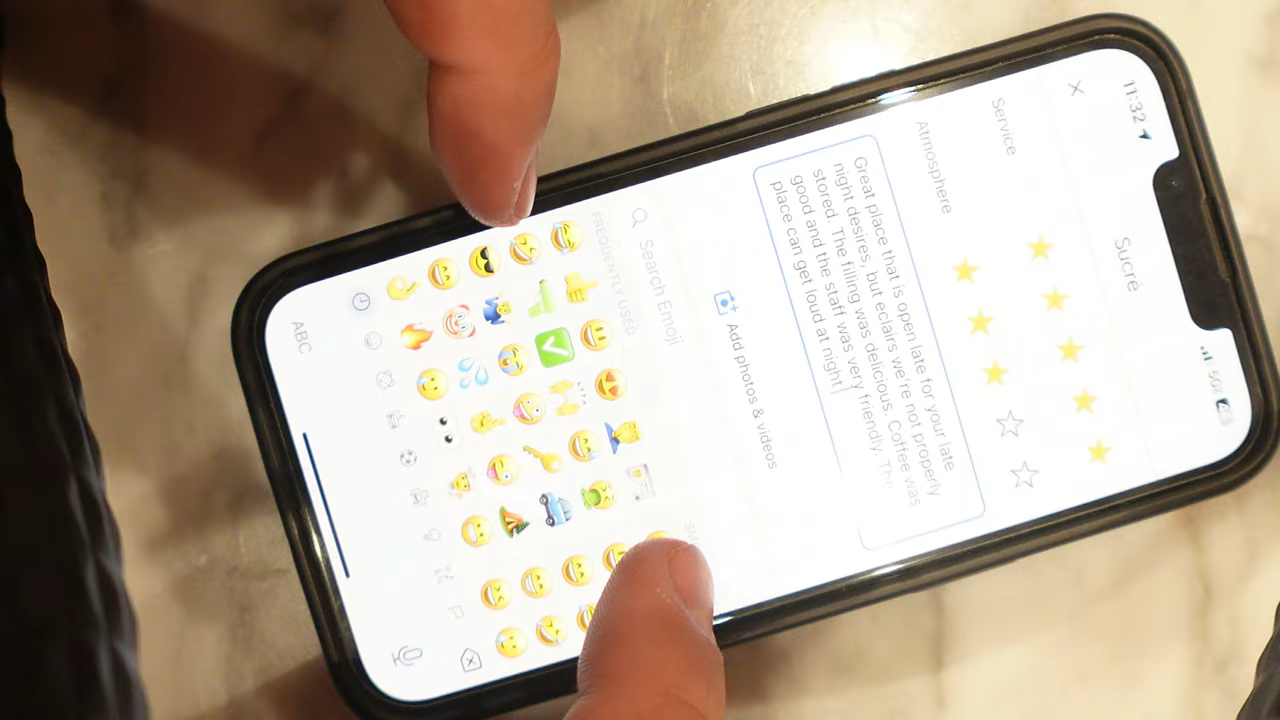 11:32
5G
Sucré
Service
Atmosphere
Great place that is open late for your late
night desires, but eclairs we're not properly
stored. The filling was delicious. Coffee was
good and the staff was very friendly. The
place can get loud at night
Add photos & videos
Search Emoji
FREQUENTLY USED
ABC